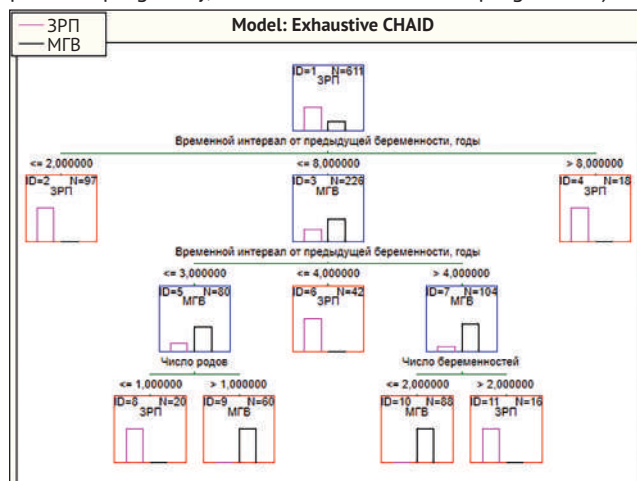 ЗРП
МГВ
Model: Exhaustive CHAID
ID=1 N=611
ЗРП
Временной интервал от предыдущей беременности, годы
<= 2,000000 <= 8,000000 > 8,000000
ID=2 N=97 ID=3 N=226 ID=4 N=18
ЗРП МГВ ЗРП
Временной интервал от предыдущей беременности, годы
<= 3,000000 <= 4,000000 > 4,000000
ID=5 N=80 ID=6 N=42 ID=7 N=104
МГВ ЗРП МГВ
Число родов Число беременностей
<= 1,000000 > 1,000000 <= 2,000000 > 2,000000
ID=8 N=20 ID=9 N=60 ID=10 N=88 ID=11 N=16
ЗРП МГВ МГВ ЗРП